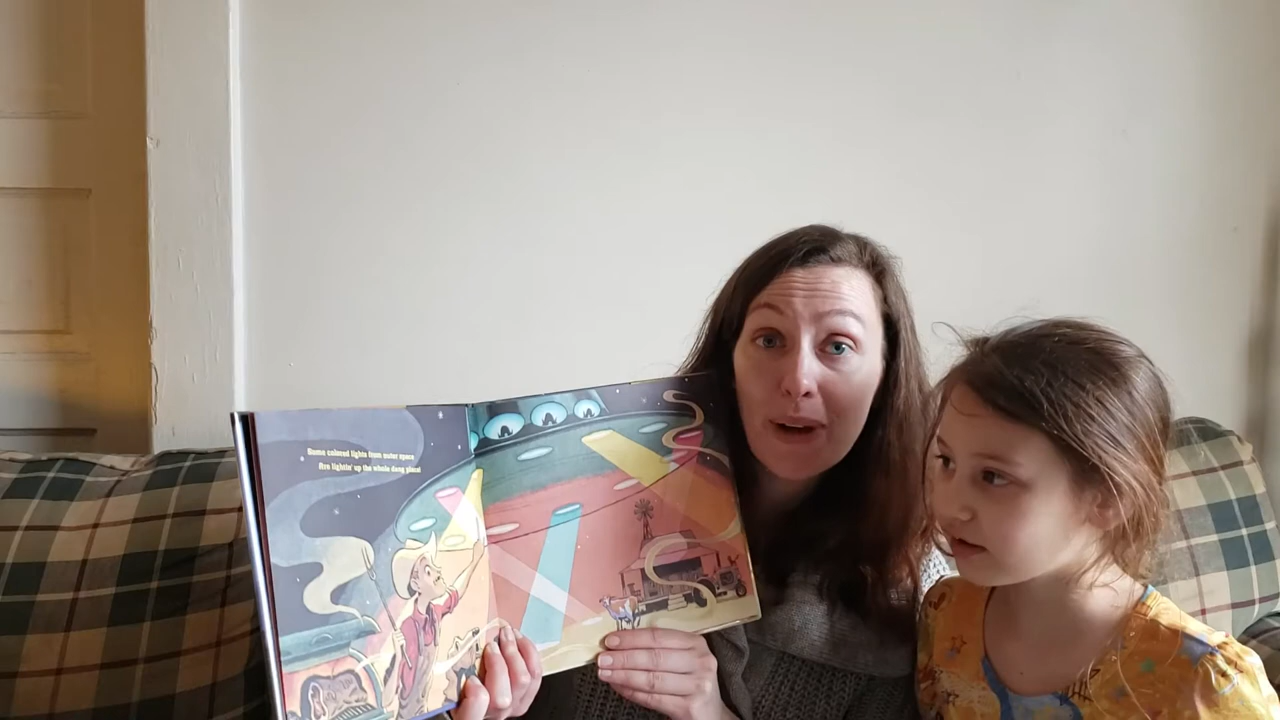 Some colored lights from outer space
Are lightin' up the whole dang place!